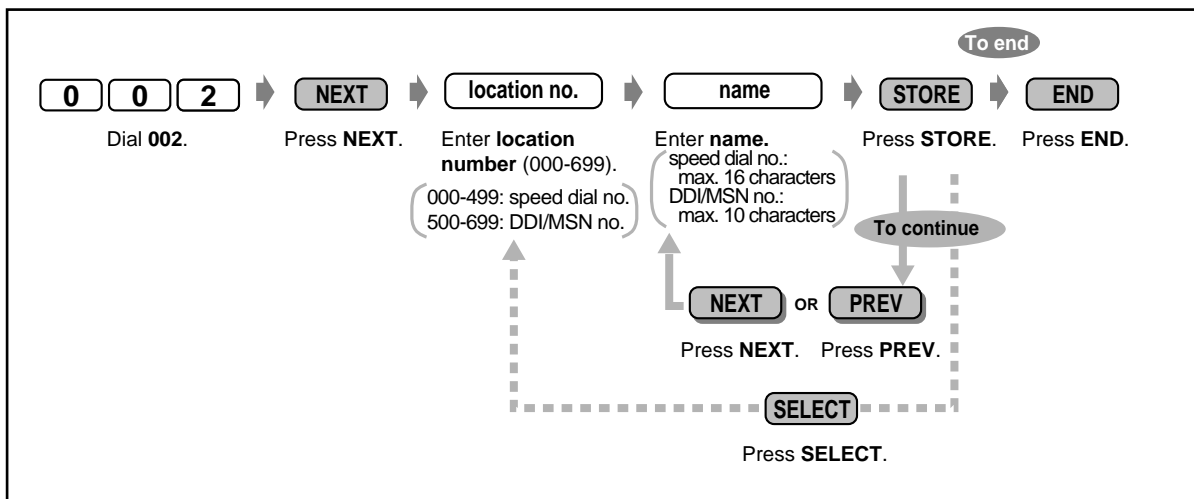 To end
0 0 2 NEXT location no. name STORE END
Dial 002. Press NEXT. Enter location Enter name. Press STORE. Press END.
number (000-699). speed dial no.:
max. 16 characters
000-499: speed dial no. DDI/MSN no.:
500-699: DDI/MSN no. max. 10 characters
To continue
NEXT OR PREV
Press NEXT. Press PREV.
SELECT
Press SELECT.